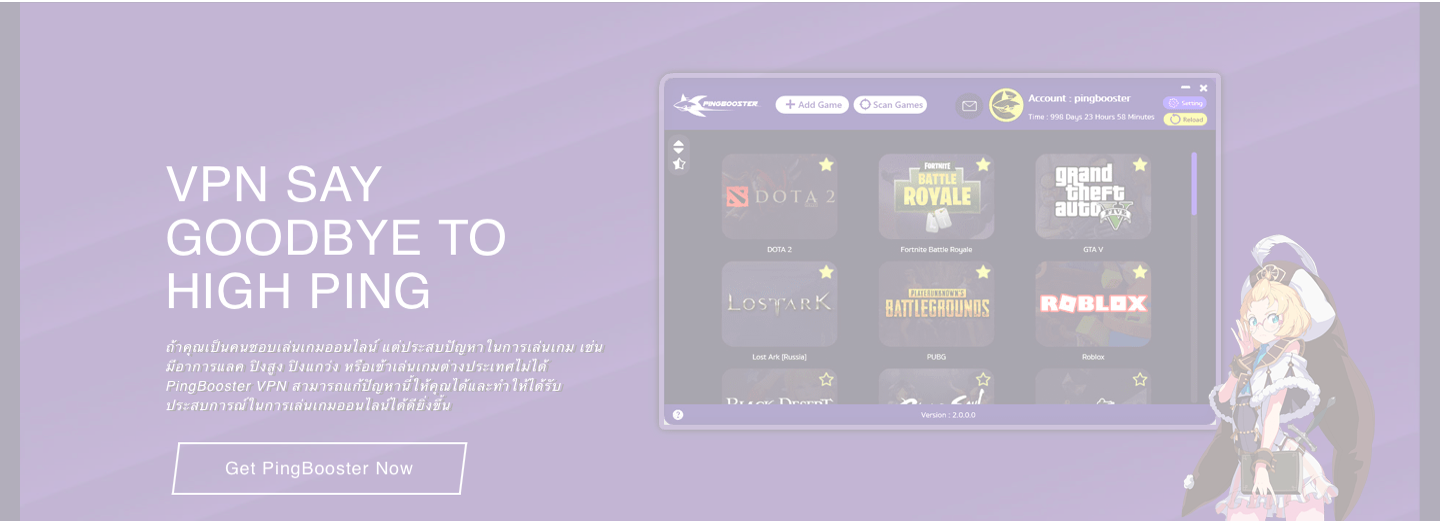 VPN SAY
GOODBYE TO
HIGH PING
ถ้าคุณเป็นคนชอบเล่นเกมออนไลน์ แต่ประสบปัญหาในการเล่นเกม เช่น
มีอาการแลค ปิงสูง ปิงแกว่ง หรือเข้าเล่นเกมต่างประเทศไม่ได้
PingBooster VPN สามารถแก้ปัญหานี้ให้คุณได้และทำให้ได้รับ
ประสบการณ์ในการเล่นเกมออนไลน์ได้ดียิ่งขึ้น
Get PingBooster Now
PINGBOOSTER
Add Game
Scan Games
Account : pingbooster
Time : 996 Days 23 Hours 58 Minutes
Setting
Reload
DOTA 2
FORTNITE
BATTLE
ROYALE
grand
theft
auto
FIVE
DOTA 2
Fortnite Battle Royale
GTA V
LOST ARK
PLAYERUNKNOWN'S
BATTLEGROUNDS
ROBLOX
Lost Ark [Russia]
PUBG
Roblox
BLACK DESERT
?
Version : 2.0.0.0